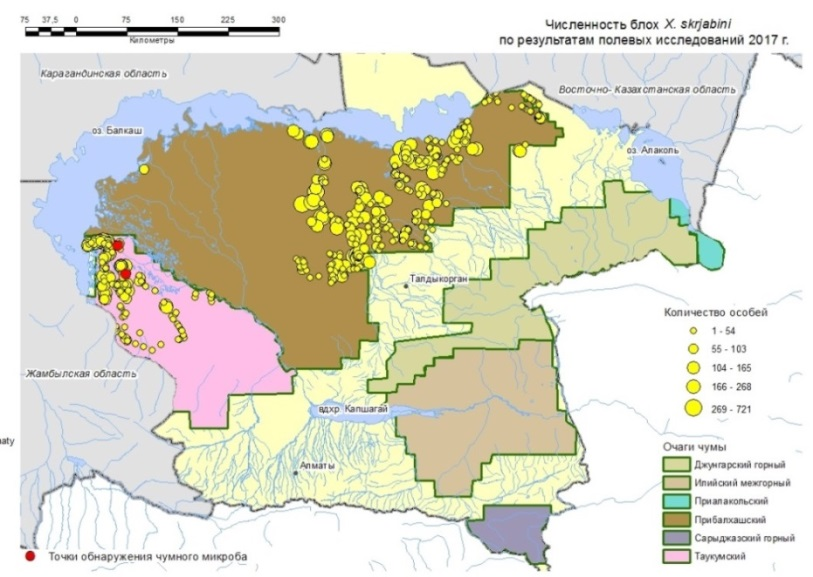 75 37,5 0 75 150 225 300
Километры
Численность блох X. skrjabini
по результатам полевых исследований 2017 г.
Карагандинская область
Восточно-Казахстанская область
оз. Балкаш
оз. Алаколь
Талдыкорган
Количество особей
1 - 54
55 - 103
104 - 165
166 - 268
269 - 721
Жамбылская область
вдхр. Капшагай
Алматы
Очаги чумы
Джунгарский горный
Илийский межгорный
Приалакольский
Прибалхашский
Сарыджазский горный
Таукумский
Точки обнаружения чумного микроба